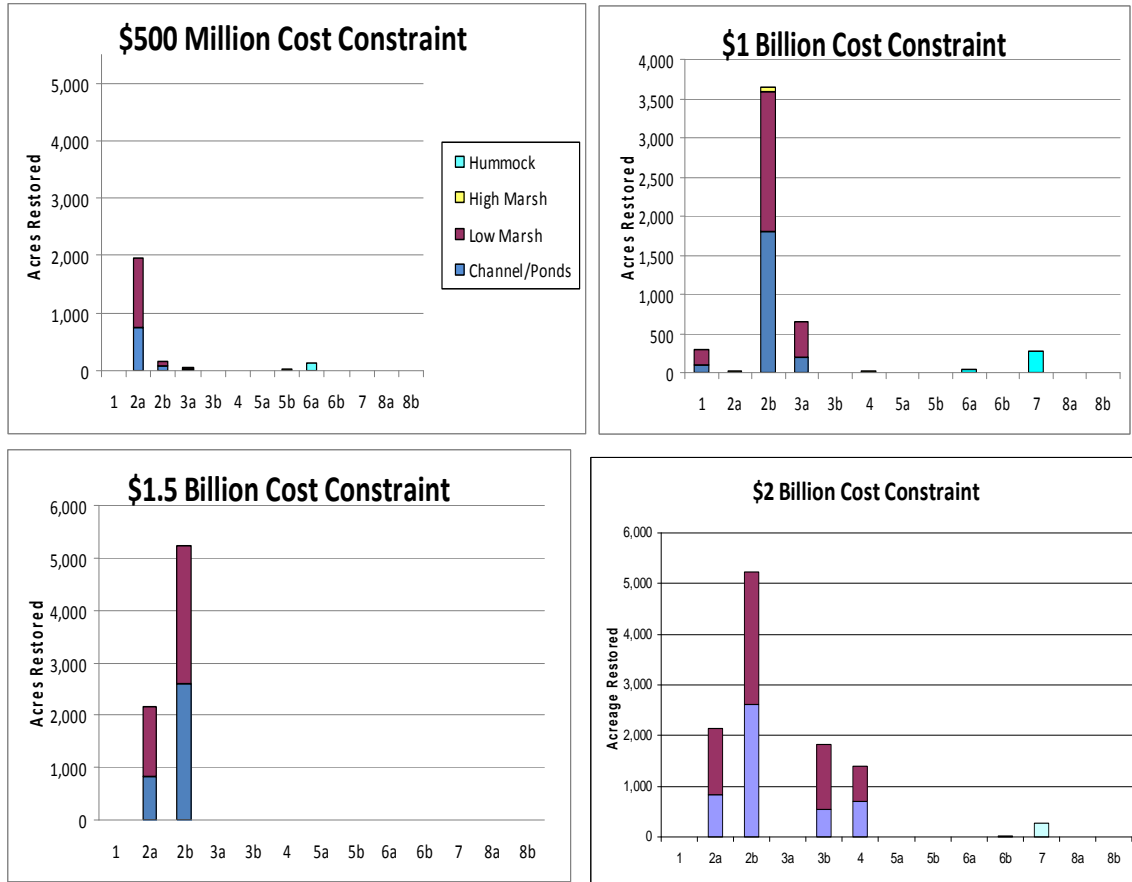 $500 Million Cost Constraint
Acres Restored
5,000
4,000
3,000
2,000
1,000
0
1 2a 2b 3a 3b 4 5a 5b 6a 6b 7 8a 8b
Hummock
High Marsh
Low Marsh
Channel/Ponds
$1 Billion Cost Constraint
Acres Restored
4,000
3,500
3,000
2,500
2,000
1,500
1,000
500
0
1 2a 2b 3a 3b 4 5a 5b 6a 6b 7 8a 8b
$1.5 Billion Cost Constraint
Acres Restored
6,000
5,000
4,000
3,000
2,000
1,000
0
1 2a 2b 3a 3b 4 5a 5b 6a 6b 7 8a 8b
$2 Billion Cost Constraint
Acreage Restored
6,000
5,000
4,000
3,000
2,000
1,000
0
1 2a 2b 3a 3b 4 5a 5b 6a 6b 7 8a 8b